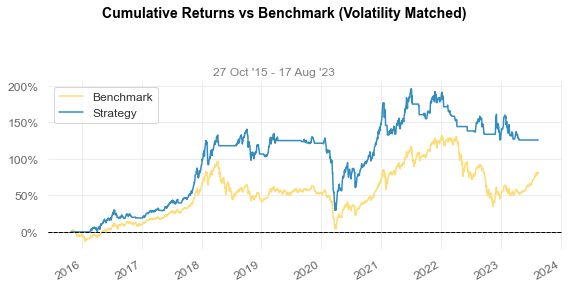 Cumulative Returns vs Benchmark (Volatility Matched)
27 Oct '15 - 17 Aug '23
200%
150%
100%
50%
0%
Benchmark
Strategy
2016 2017 2018 2019 2020 2021 2022 2023 2024